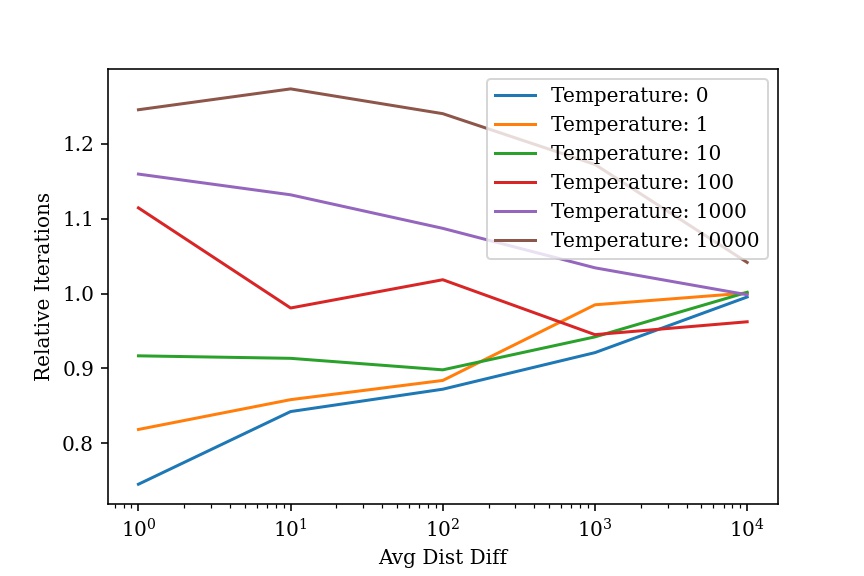 Temperature: 0
Temperature: 1
Temperature: 10
Temperature: 100
Temperature: 1000
Temperature: 10000
1.2
1.1
1.0
0.9
0.8
Relative Iterations
10⁰ 10¹ 10² 10³ 10⁴
Avg Dist Diff